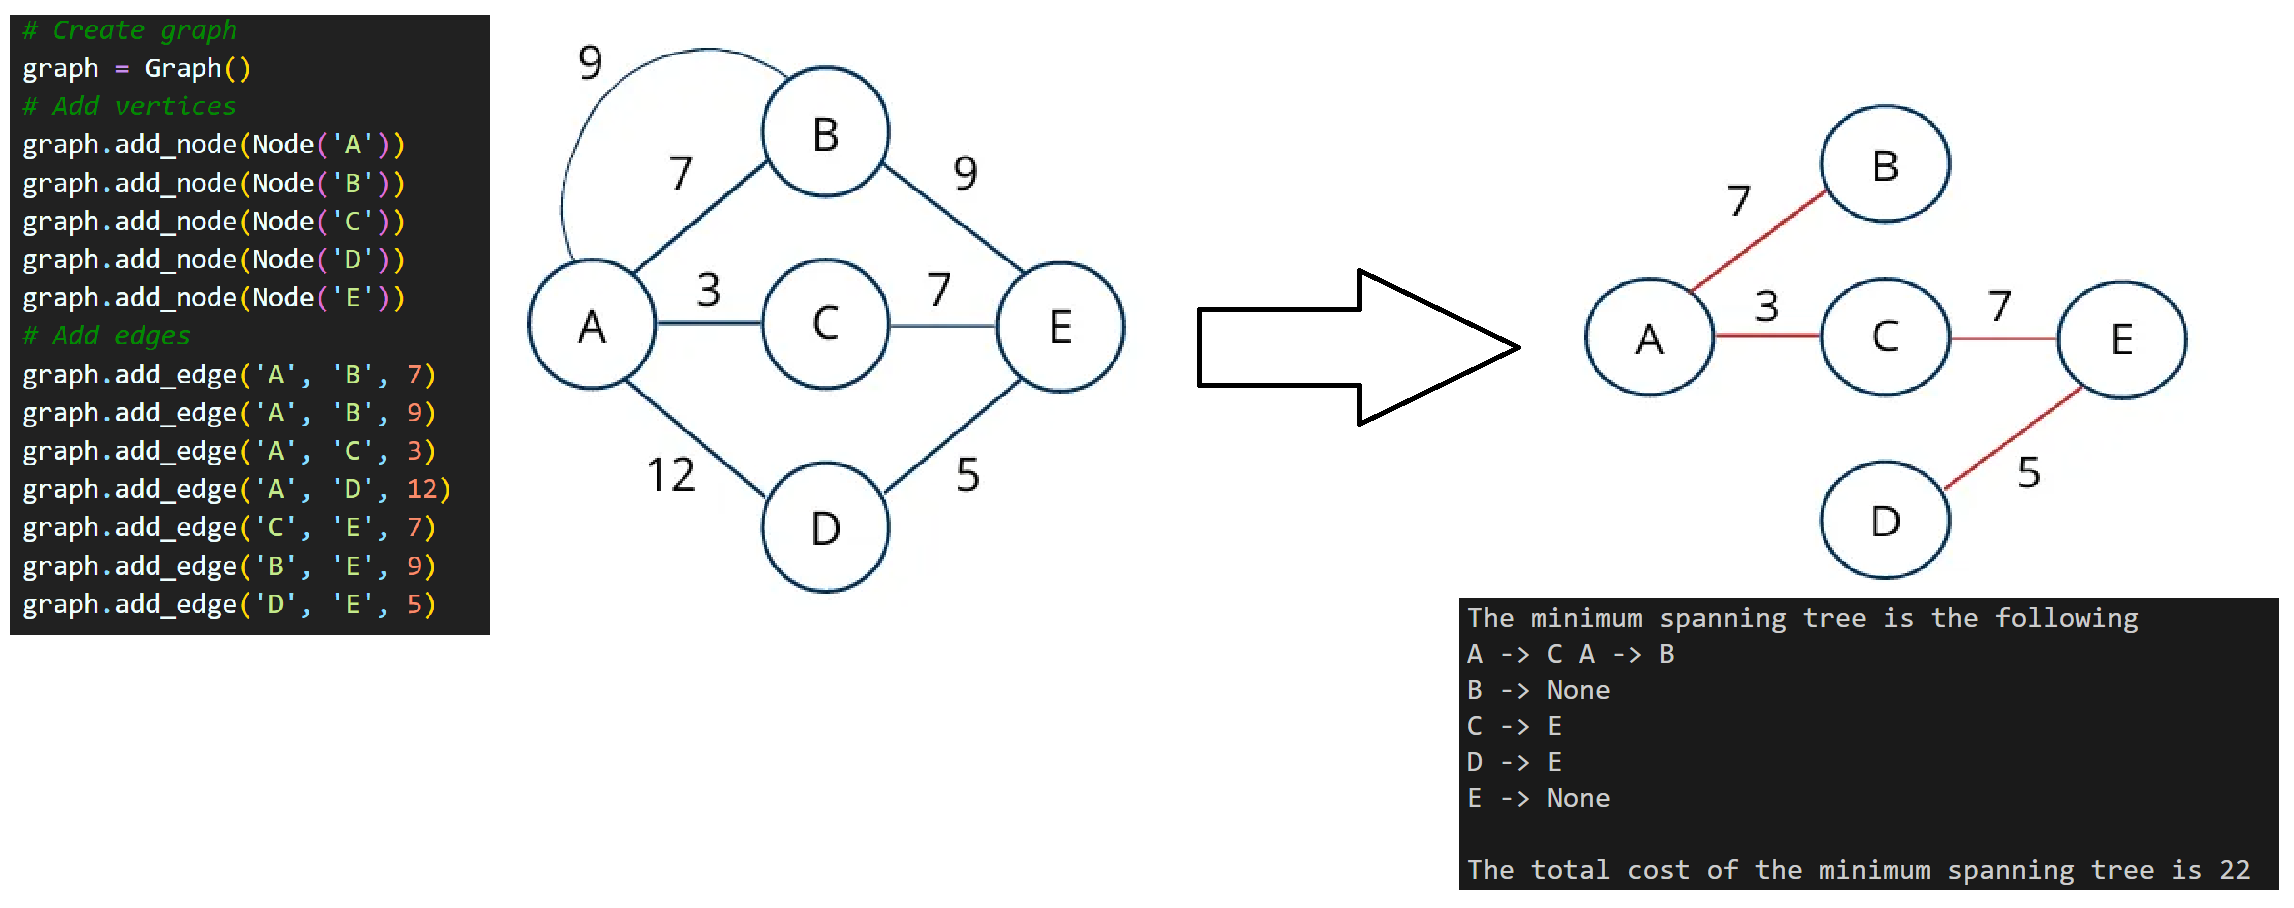 # Create graph
graph = Graph()
# Add vertices
graph.add_node(Node('A'))
graph.add_node(Node('B'))
graph.add_node(Node('C'))
graph.add_node(Node('D'))
graph.add_node(Node('E'))
# Add edges
graph.add_edge('A', 'B', 7)
graph.add_edge('A', 'B', 9)
graph.add_edge('A', 'C', 3)
graph.add_edge('A', 'D', 12)
graph.add_edge('C', 'E', 7)
graph.add_edge('B', 'E', 9)
graph.add_edge('D', 'E', 5)
9
B
7
9
A
3
C
7
E
12
5
D
B
7
A
3
C
7
E
5
D
The minimum spanning tree is the following
A -> C A -> B
B -> None
C -> E
D -> E
E -> None
The total cost of the minimum spanning tree is 22